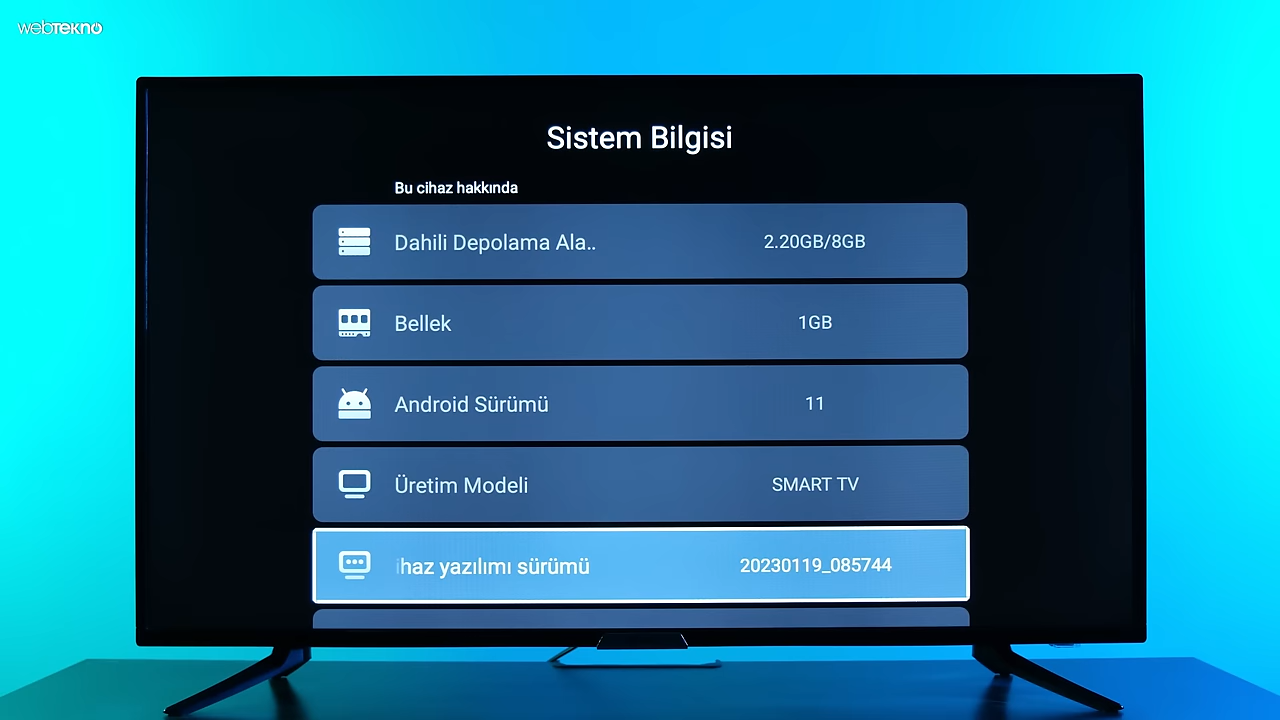 webTEKNO
Sistem Bilgisi
Bu cihaz hakkında
Dahili Depolama Ala.. 2.20GB/8GB
Bellek 1GB
Android Sürümü 11
Üretim Modeli SMART TV
ihaz yazılımı sürümü 20230119_085744